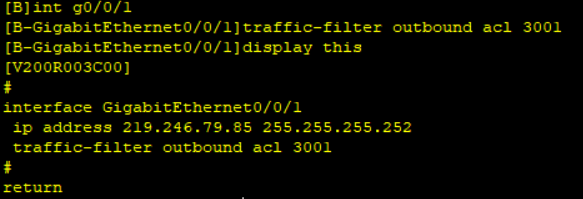 [B]int g0/0/1
[B-GigabitEthernet0/0/1]traffic-filter outbound acl 3001
[B-GigabitEthernet0/0/1]display this
[V200R003C00]
#
interface GigabitEthernet0/0/1
 ip address 219.246.79.85 255.255.255.252
 traffic-filter outbound acl 3001
#
return